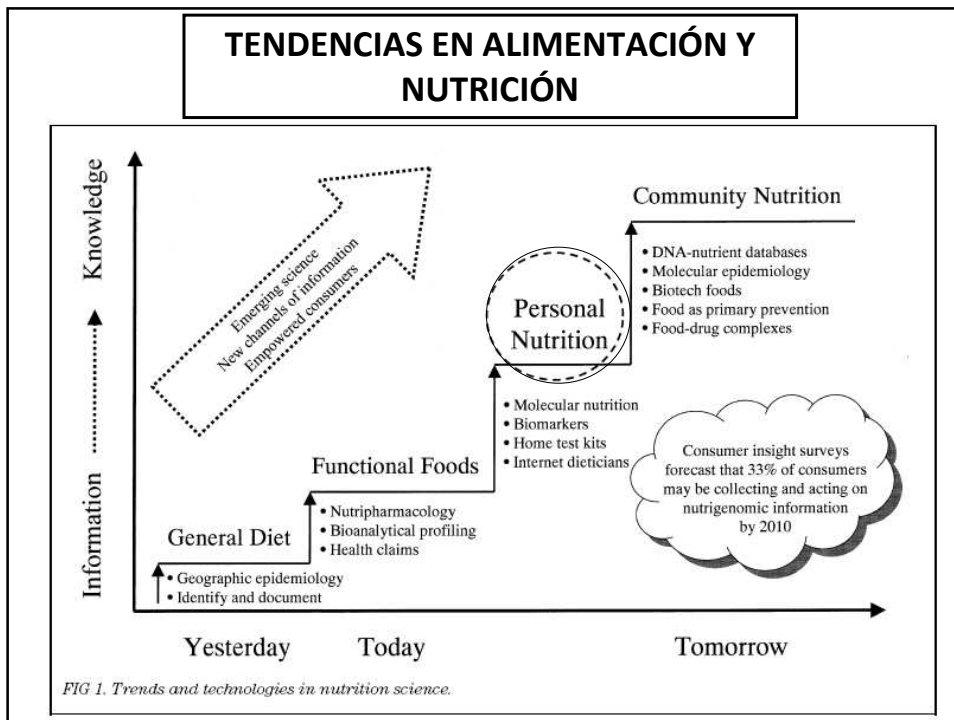 TENDENCIAS EN ALIMENTACIÓN Y
NUTRICIÓN
Knowledge
Information
Emerging science
New channels of information
Empowered consumers
Community Nutrition
• DNA-nutrient databases
• Molecular epidemiology
• Biotech foods
• Food as primary prevention
• Food-drug complexes
Personal
Nutrition
• Molecular nutrition
• Biomarkers
• Home test kits
• Internet dieticians
Consumer insight surveys
forecast that 33% of consumers
may be collecting and acting on
nutrigenomic information
by 2010
Functional Foods
• Nutripharmacology
• Bioanalytical profiling
• Health claims
General Diet
• Geographic epidemiology
• Identify and document
Yesterday
Today
Tomorrow
FIG 1. Trends and technologies in nutrition science.